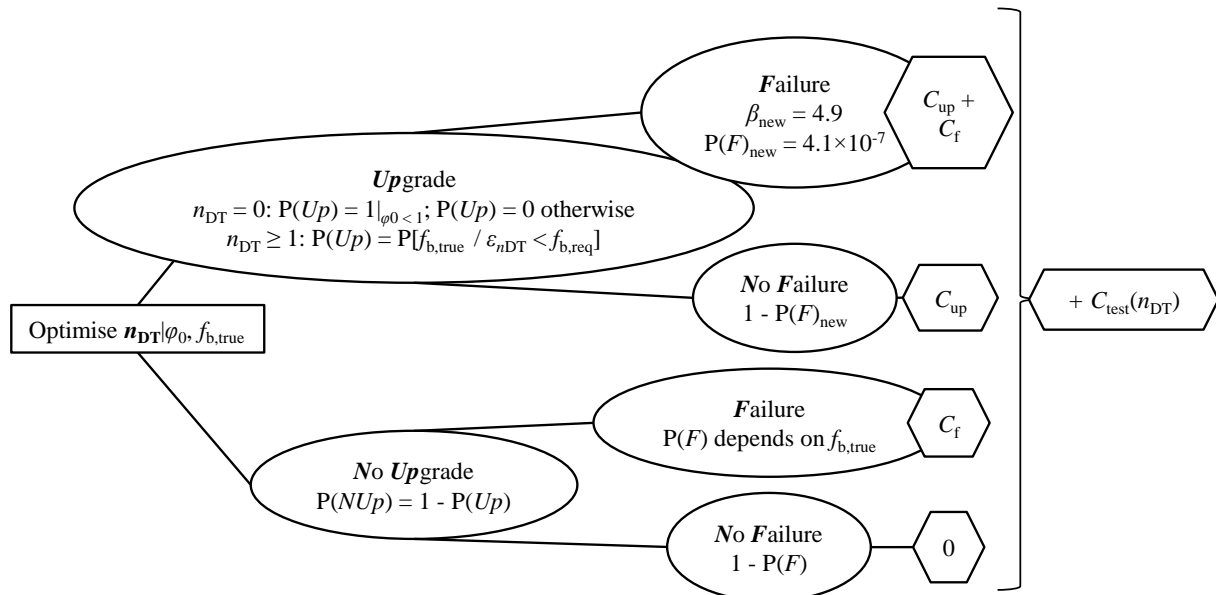 Failure
βnew = 4.9
P(F)new = 4.1×10-7
Cup +
Cf
Upgrade
nDT = 0: P(Up) = 1|φ0 < 1; P(Up) = 0 otherwise
nDT ≥ 1: P(Up) = P[fb,true / εnDT < fb,req]
No Failure
1 - P(F)new
Cup
+ Ctest(nDT)
Optimise nDT|φ0, fb,true
Failure
P(F) depends on fb,true
Cf
No Upgrade
P(NUp) = 1 - P(Up)
No Failure
1 - P(F)
0